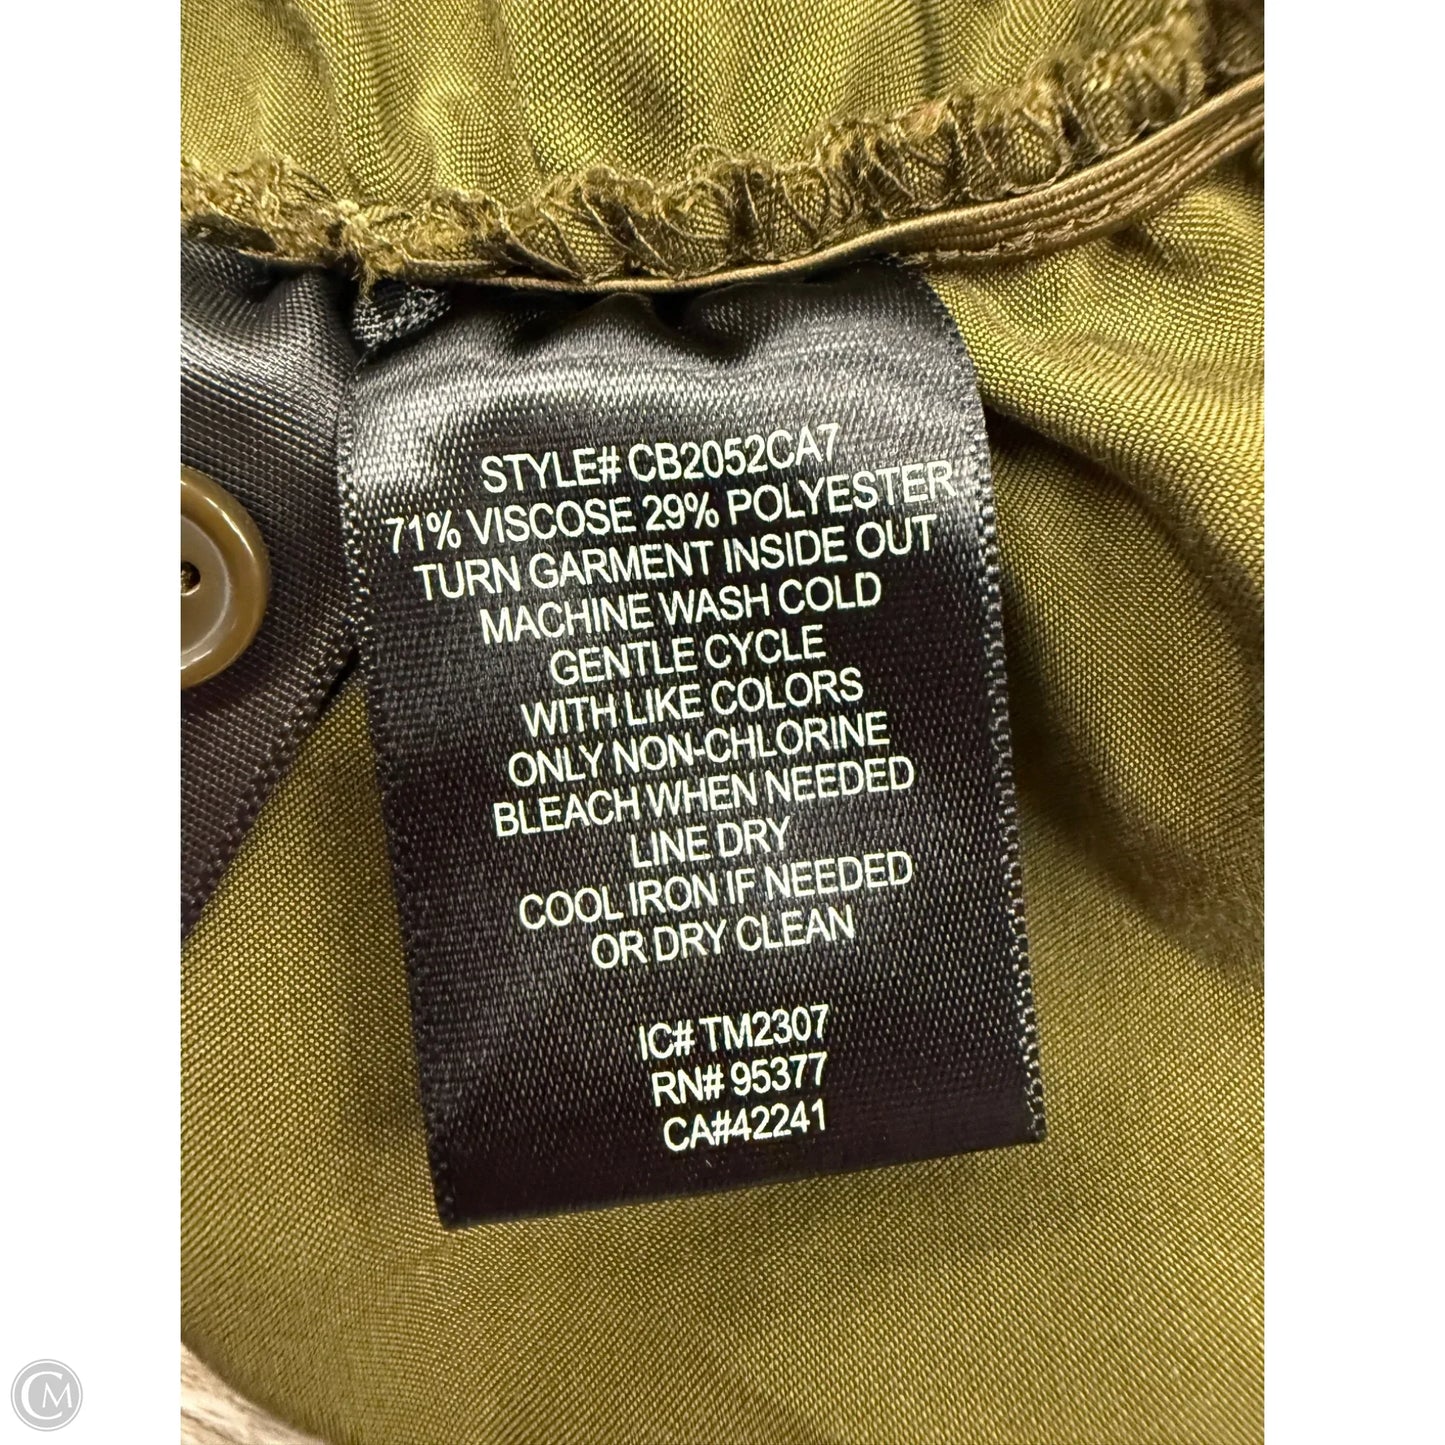 STYLE# CB2052CA7
71% VISCOSE 29% POLYESTER
TURN GARMENT INSIDE OUT
MACHINE WASH COLD
GENTLE CYCLE
WITH LIKE COLORS
ONLY NON-CHLORINE
BLEACH WHEN NEEDED
LINE DRY
COOL IRON IF NEEDED
OR DRY CLEAN
IC# TM2307
RN# 95377
CA#42241
CM